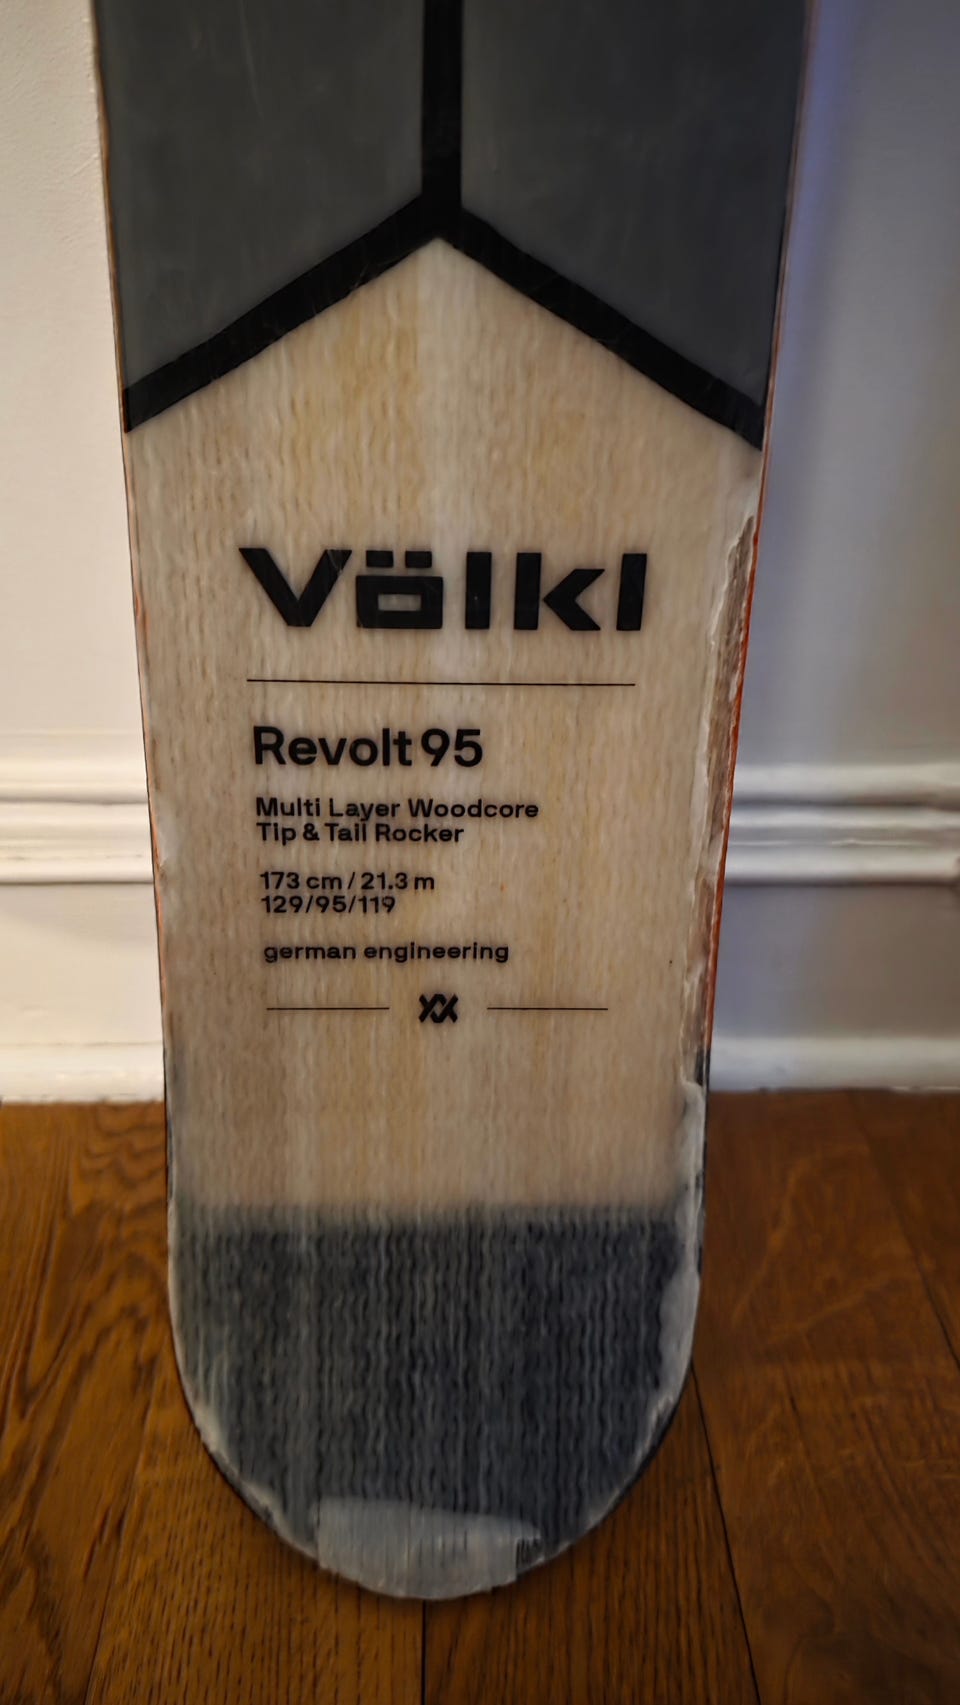 Völkl
Revolt 95
Multi Layer Woodcore
Tip & Tail Rocker
173 cm / 21.3 m
129/95/119
german engineering